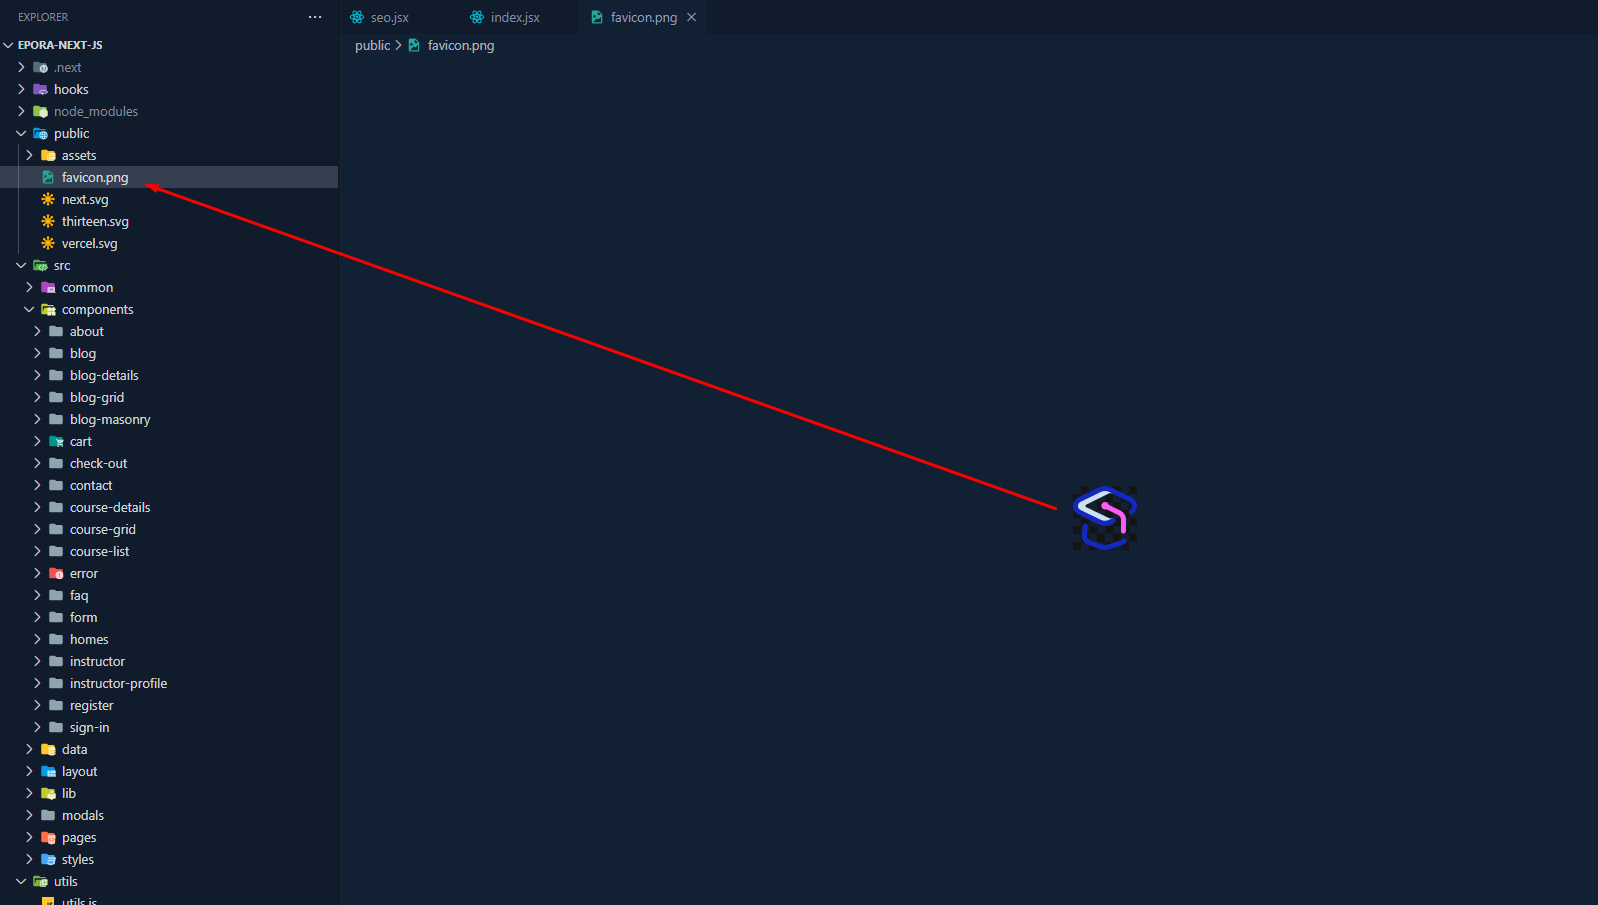 EXPLORER
...
EPORA-NEXT-JS
.next
hooks
node_modules
public
assets
favicon.png
next.svg
thirteen.svg
vercel.svg
src
common
components
about
blog
blog-details
blog-grid
blog-masonry
cart
check-out
contact
course-details
course-grid
course-list
error
faq
form
homes
instructor
instructor-profile
register
sign-in
data
layout
lib
modals
pages
styles
utils
utils.js
seo.jsx
index.jsx
favicon.png
public > favicon.png